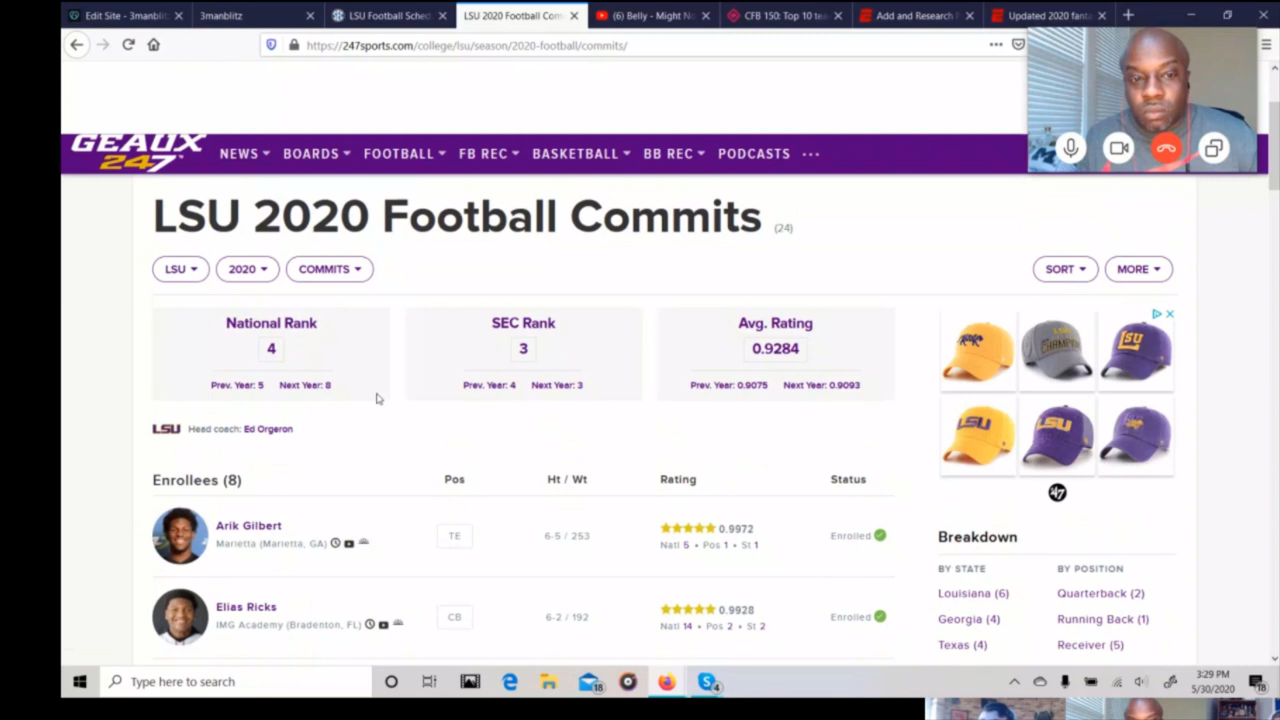 Edit Site - 3manblitz
3manblitz
LSU Football Sched
LSU 2020 Football Com
(6) Belly - Might No
CFB 150: Top 10 te
Add and Research P
Updated 2020 fant
https://247sports.com/college/lsu/season/2020-football/commits/
GEAUX
247
NEWS
BOARDS
FOOTBALL
FB REC
BASKETBALL
BB REC
PODCASTS
LSU 2020 Football Commits (24)
LSU
2020
COMMITS
SORT
MORE
National Rank
4
Prev. Year: 5 Next Year: 8
SEC Rank
3
Prev. Year: 4 Next Year: 3
Avg. Rating
0.9284
Prev. Year: 0.9075 Next Year: 0.9093
LSU Head coach: Ed Orgeron
Enrollees (8) Pos Ht / Wt Rating Status
Arik Gilbert
Marietta (Marietta, GA)
TE
6-5 / 253
0.9972
Natl 5 • Pos 1 • St 1
Enrolled
Elias Ricks
IMG Academy (Bradenton, FL)
CB
6-2 / 192
0.9928
Natl 14 • Pos 2 • St 2
Enrolled
LSU
LSU
LSU
47
Breakdown
BY STATE BY POSITION
Louisiana (6) Quarterback (2)
Georgia (4) Running Back (1)
Texas (4) Receiver (5)
Type here to search
18
4
3:29 PM
5/30/2020
18